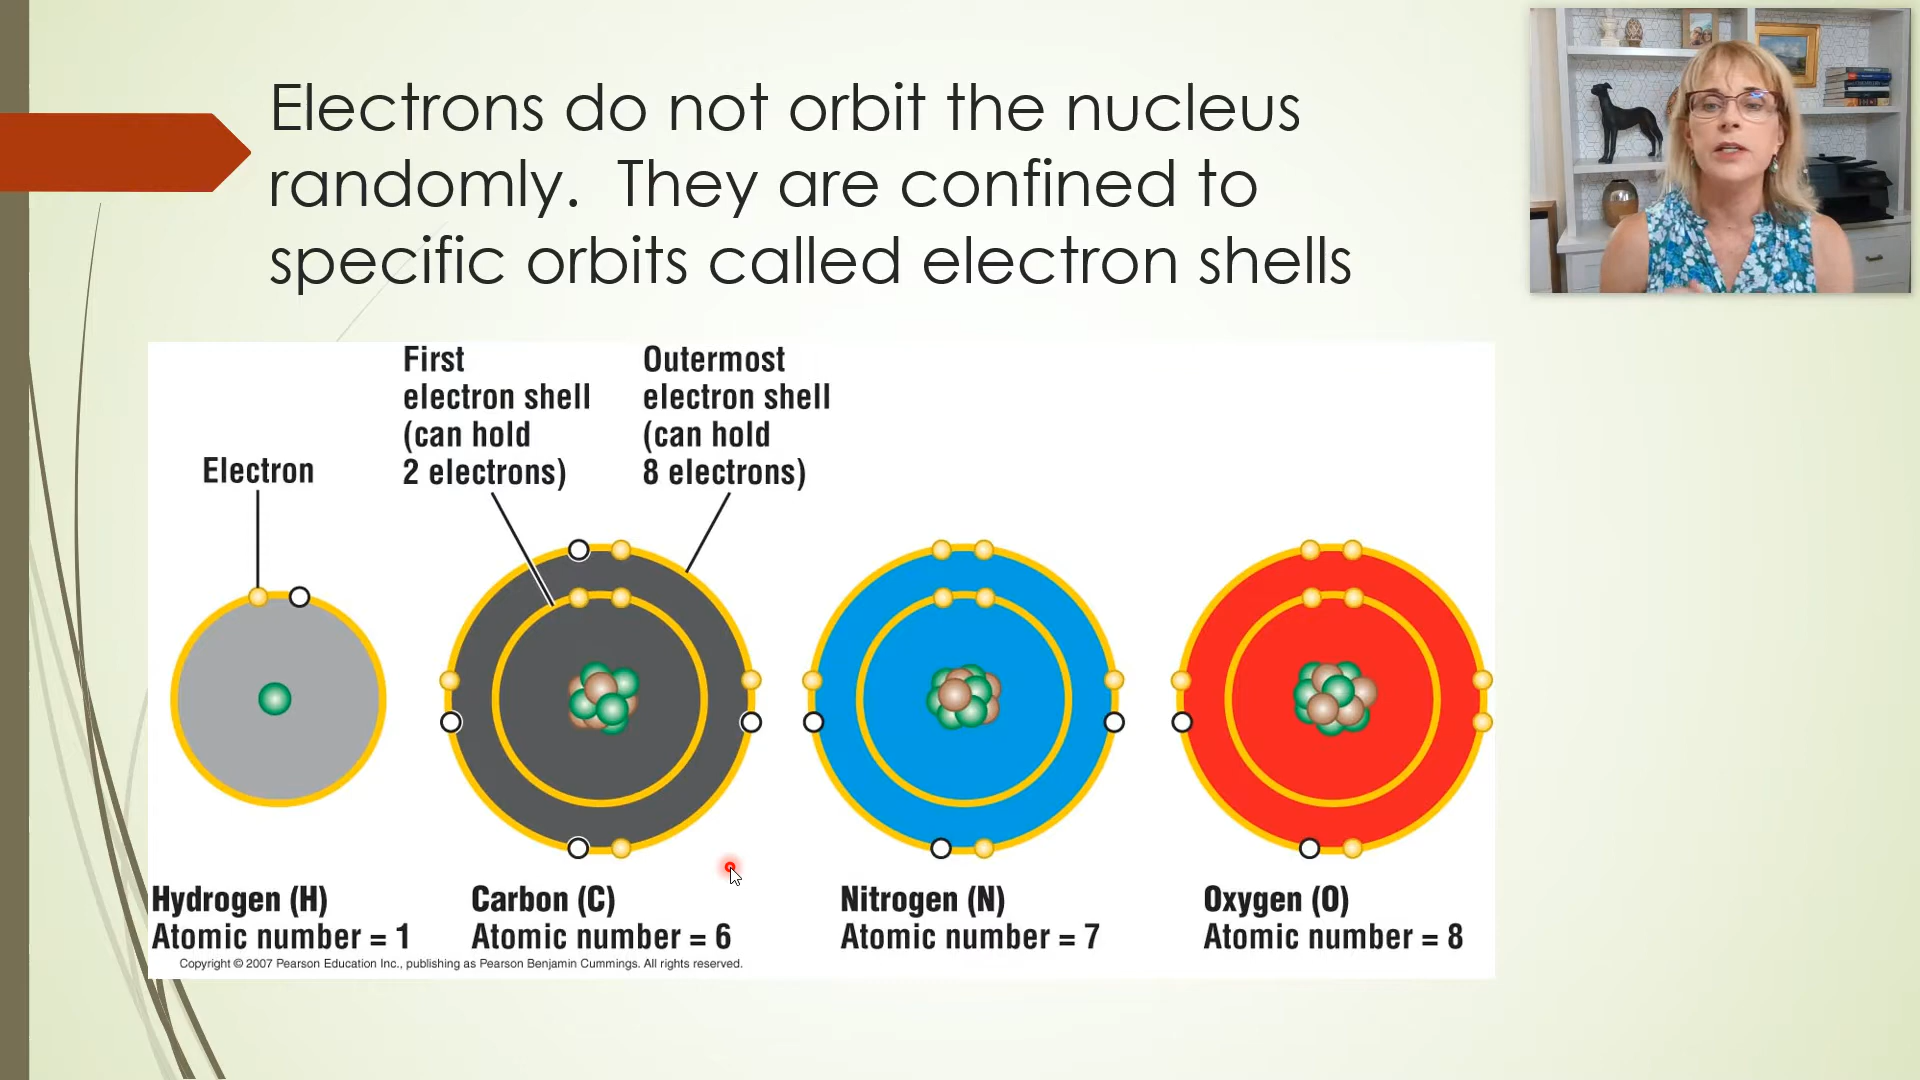 Electrons do not orbit the nucleus
randomly.  They are confined to
specific orbits called electron shells
First
electron shell
(can hold
2 electrons)
Outermost
electron shell
(can hold
8 electrons)
Electron
Hydrogen (H)
Atomic number = 1
Carbon (C)
Atomic number = 6
Nitrogen (N)
Atomic number = 7
Oxygen (O)
Atomic number = 8
Copyright © 2007 Pearson Education Inc., publishing as Pearson Benjamin Cummings. All rights reserved.